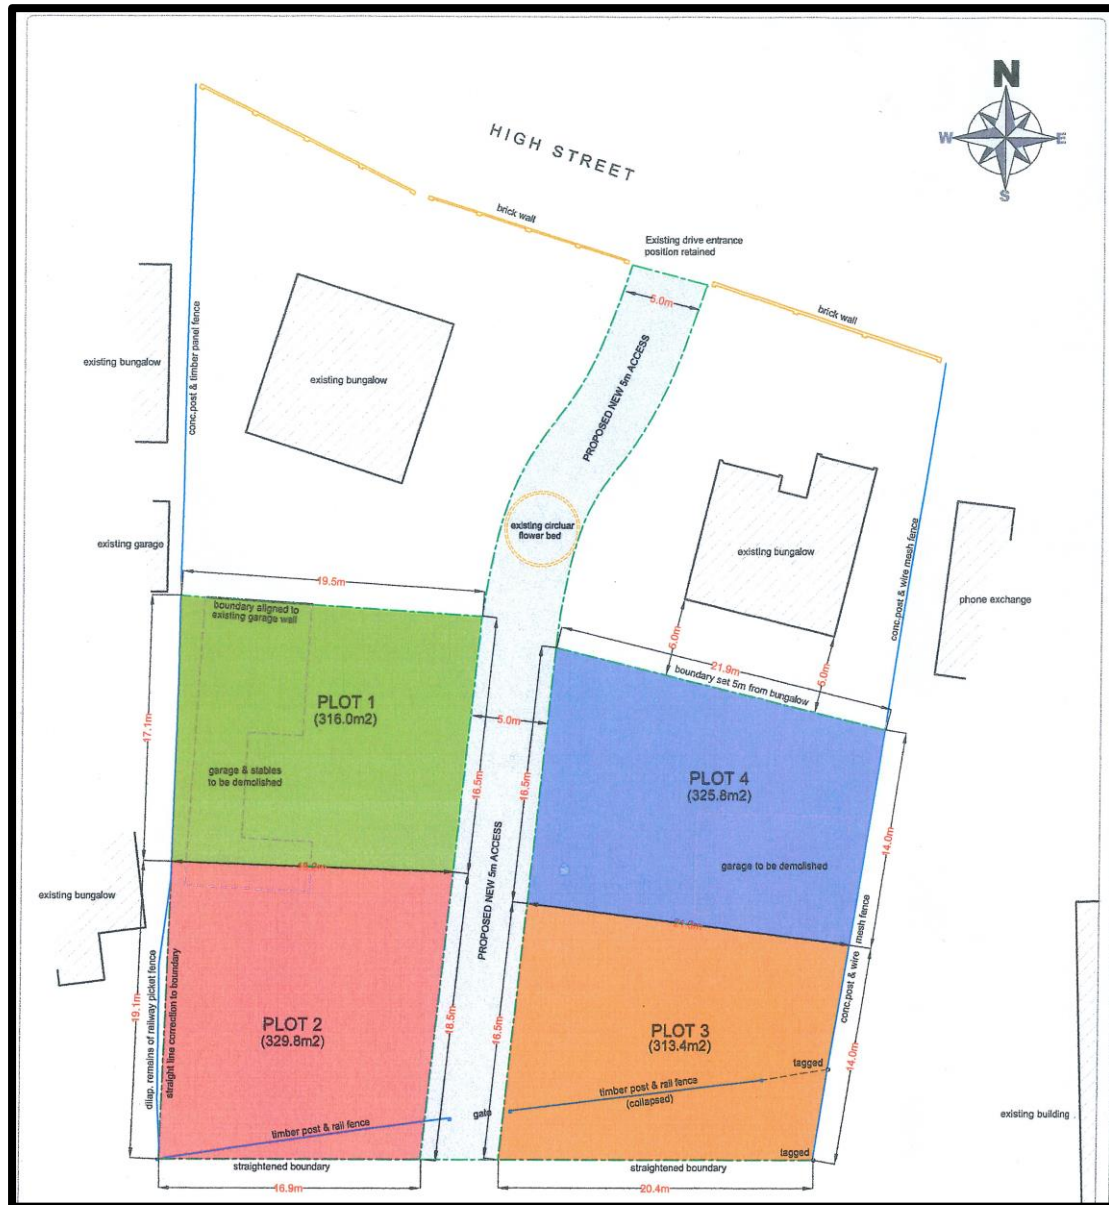 N
W
E
S
HIGH STREET
brick wall
Existing drive entrance
position retained
5.0m
brick wall
conc.post & timber panel fence
existing bungalow
existing bungalow
PROPOSED NEW 5m ACCESS
existing circluar
flower bed
existing garage
existing bungalow
conc.post & wire mesh fence
phone exchange
19.5m
boundary aligned to
existing garage wall
5.0m
21.9m
5.0m
boundary set 5m from bungalow
17.1m
PLOT 1
(316.0m2)
5.0m
garage & stables
to be demolished
16.5m
16.5m
PLOT 4
(325.8m2)
14.0m
garage to be demolished
existing bungalow
PROPOSED NEW 5m ACCESS
conc.post & wire mesh fence
19.1m
dilap. remains of railway picket fence
straight line correction to boundary
PLOT 2
(329.8m2)
18.5m
16.5m
PLOT 3
(313.4m2)
14.0m
tagged
timber post & rail fence
(collapsed)
gate
timber post & rail fence
existing building
tagged
straightened boundary
straightened boundary
16.9m
20.4m